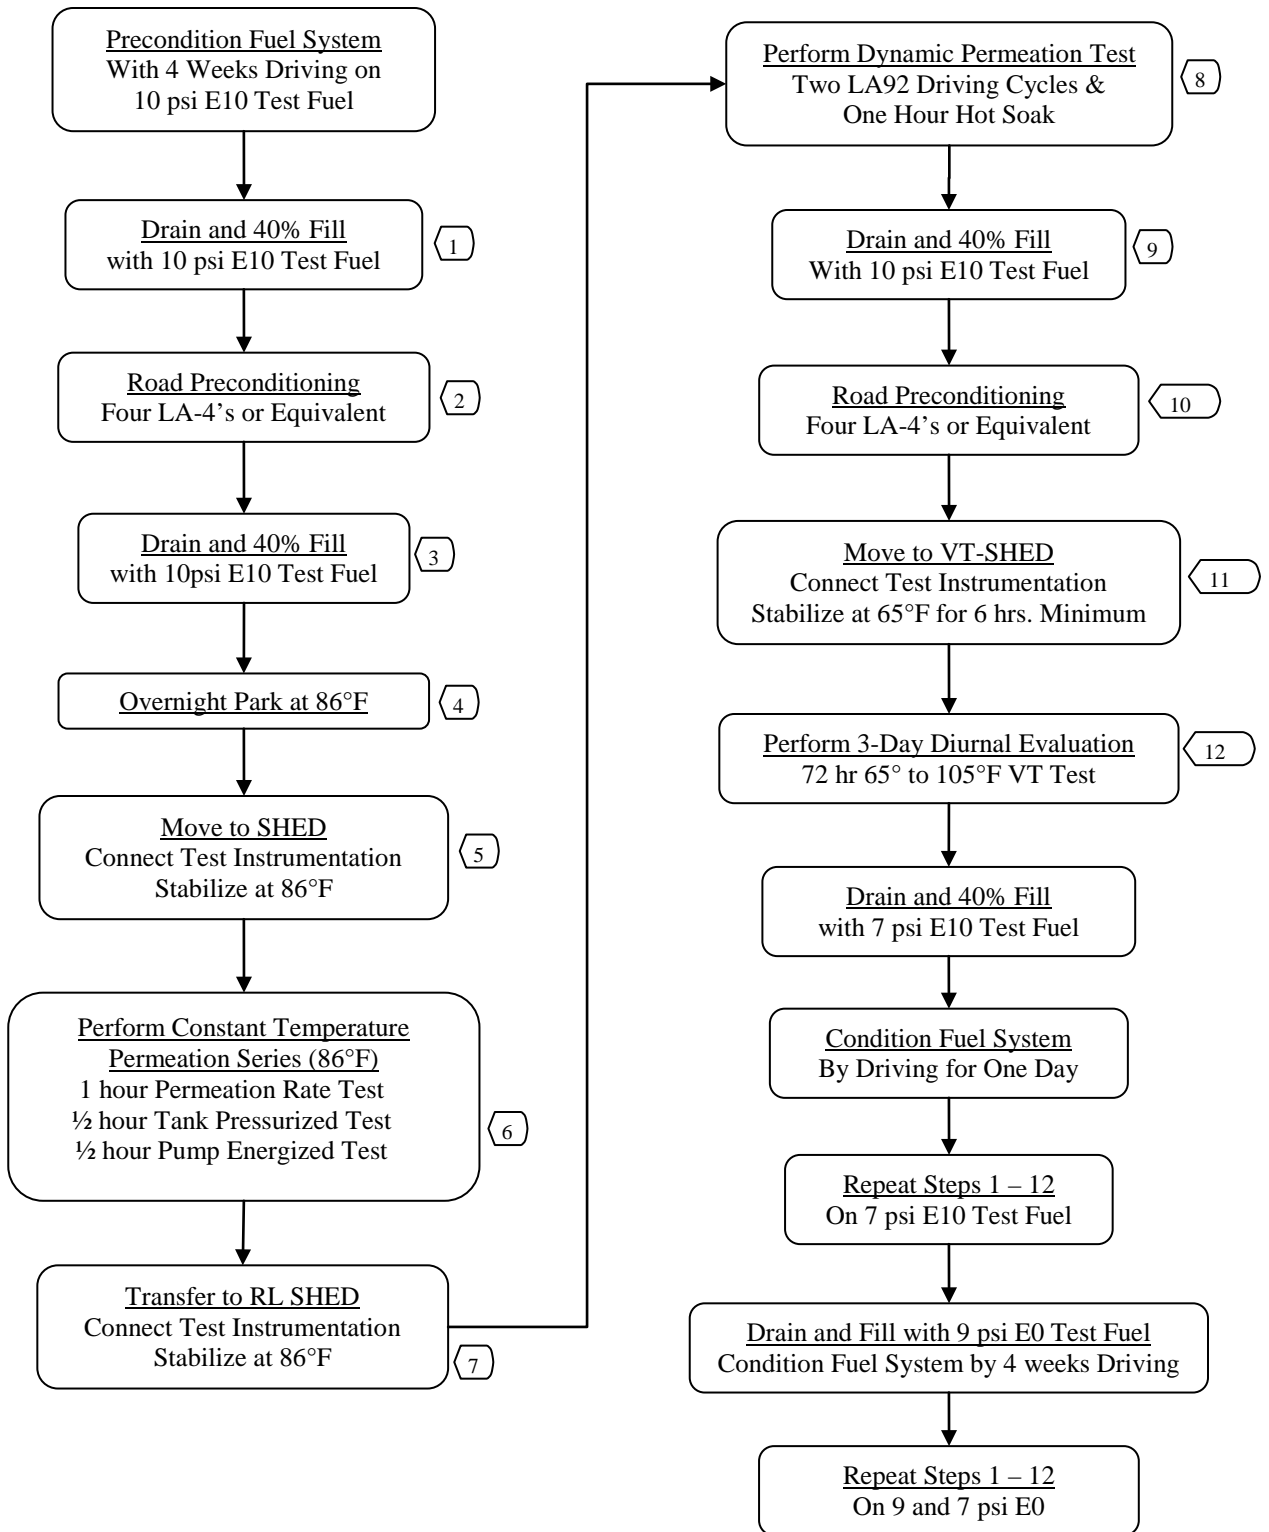 Precondition Fuel System
With 4 Weeks Driving on
10 psi E10 Test Fuel
Drain and 40% Fill
with 10 psi E10 Test Fuel
1
Road Preconditioning
Four LA-4’s or Equivalent
2
Drain and 40% Fill
with 10psi E10 Test Fuel
3
Overnight Park at 86°F
4
Move to SHED
Connect Test Instrumentation
Stabilize at 86°F
5
Perform Constant Temperature
Permeation Series (86°F)
1 hour Permeation Rate Test
½ hour Tank Pressurized Test
½ hour Pump Energized Test
6
Transfer to RL SHED
Connect Test Instrumentation
Stabilize at 86°F
7
Perform Dynamic Permeation Test
Two LA92 Driving Cycles &
One Hour Hot Soak
8
Drain and 40% Fill
With 10 psi E10 Test Fuel
9
Road Preconditioning
Four LA-4’s or Equivalent
10
Move to VT-SHED
Connect Test Instrumentation
Stabilize at 65°F for 6 hrs. Minimum
11
Perform 3-Day Diurnal Evaluation
72 hr 65° to 105°F VT Test
12
Drain and 40% Fill
with 7 psi E10 Test Fuel
Condition Fuel System
By Driving for One Day
Repeat Steps 1 – 12
On 7 psi E10 Test Fuel
Drain and Fill with 9 psi E0 Test Fuel
Condition Fuel System by 4 weeks Driving
Repeat Steps 1 – 12
On 9 and 7 psi E0